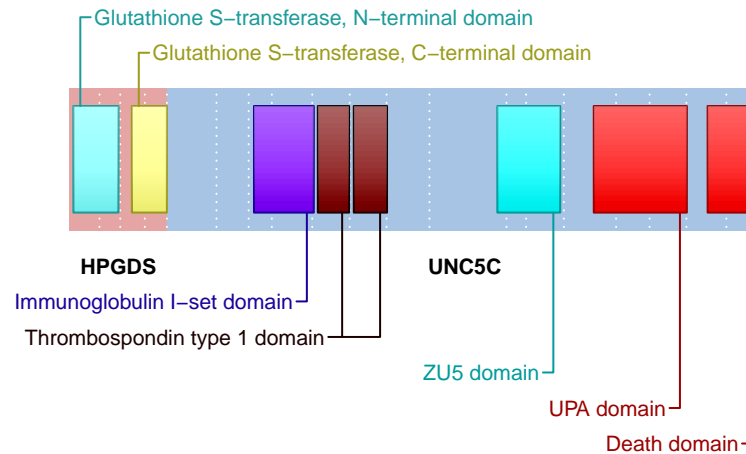 Glutathione S−transferase, N−terminal domain
Glutathione S−transferase, C−terminal domain
HPGDS
UNC5C
Immunoglobulin I−set domain
Thrombospondin type 1 domain
ZU5 domain
UPA domain
Death domain